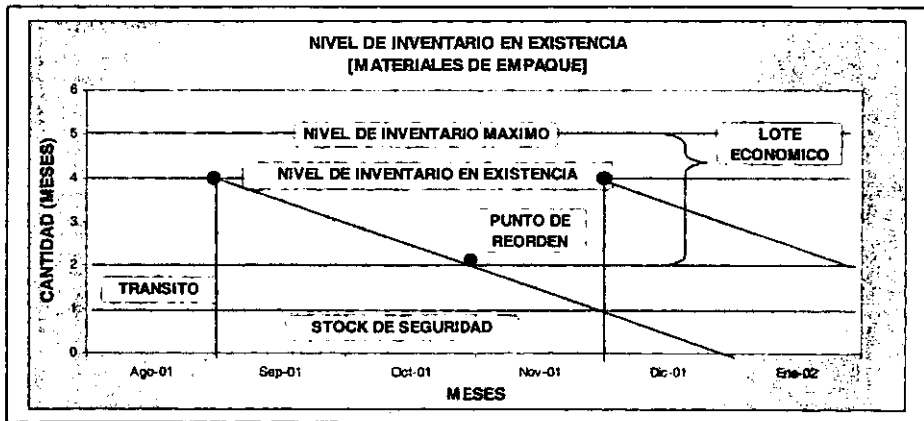 NIVEL DE INVENTARIO EN EXISTENCIA
[MATERIALES DE EMPAQUE]
CANTIDAD (MESES)
6
5
4
3
2
1
0
NIVEL DE INVENTARIO MAXIMO
LOTE
ECONOMICO
NIVEL DE INVENTARIO EN EXISTENCIA
PUNTO DE
REORDEN
TRANSITO
STOCK DE SEGURIDAD
Ago-01 Sep-01 Oct-01 Nov-01 Dic-01 Ene-02
MESES